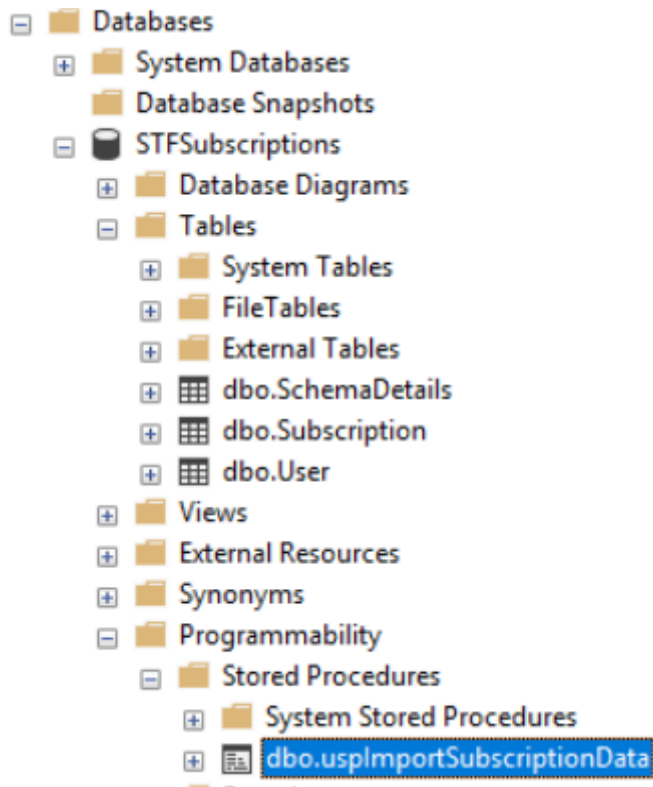 Databases
System Databases
Database Snapshots
STFSubscriptions
Database Diagrams
Tables
System Tables
FileTables
External Tables
dbo.SchemaDetails
dbo.Subscription
dbo.User
Views
External Resources
Synonyms
Programmability
Stored Procedures
System Stored Procedures
dbo.uspImportSubscriptionData